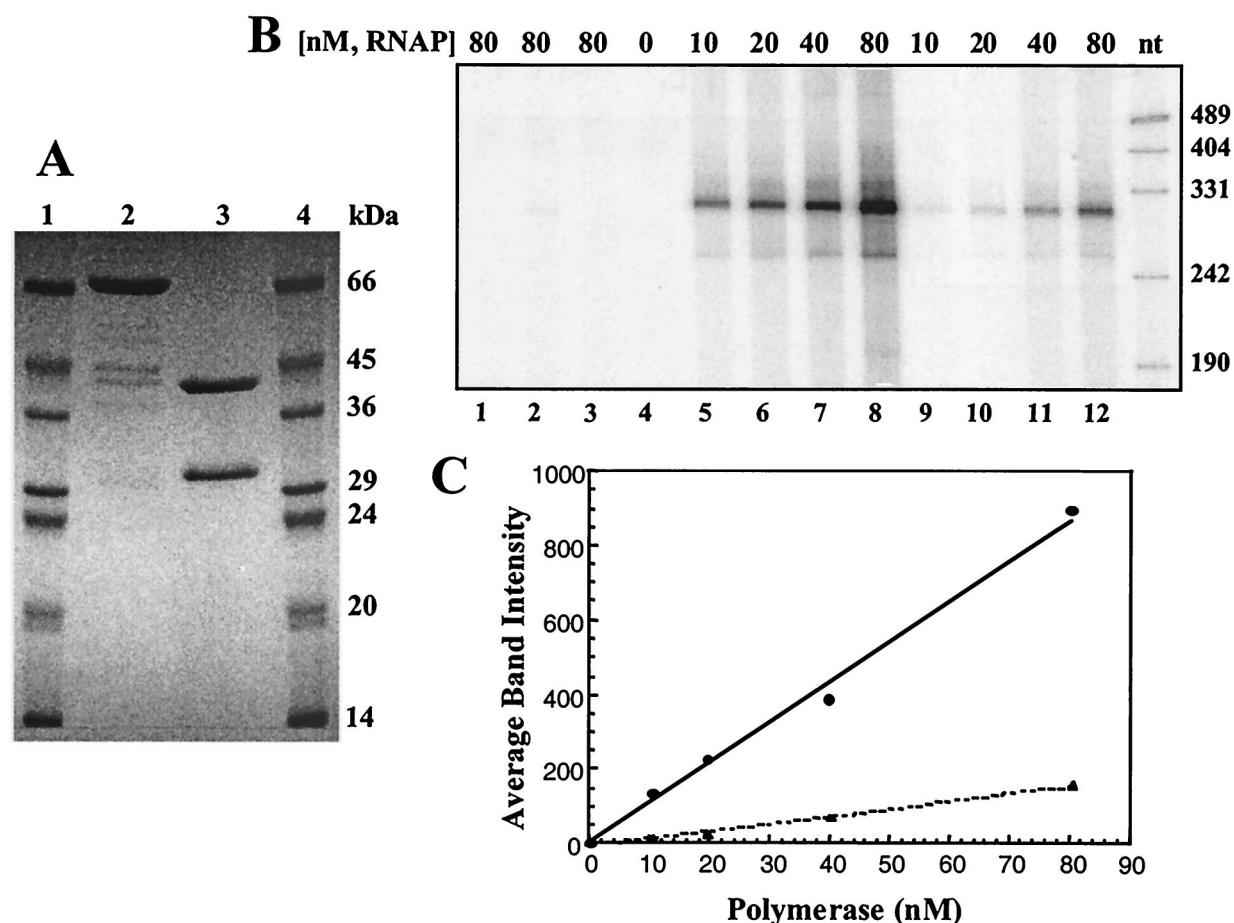 B [nM, RNAP] 80 80 80 0 10 20 40 80 10 20 40 80 nt
489
404
331
242
190
1 2 3 4 5 6 7 8 9 10 11 12
A
1 2 3 4 kDa
66
45
36
29
24
20
14
C
Average Band Intensity
1000
800
600
400
200
0
0 10 20 30 40 50 60 70 80 90
Polymerase (nM)